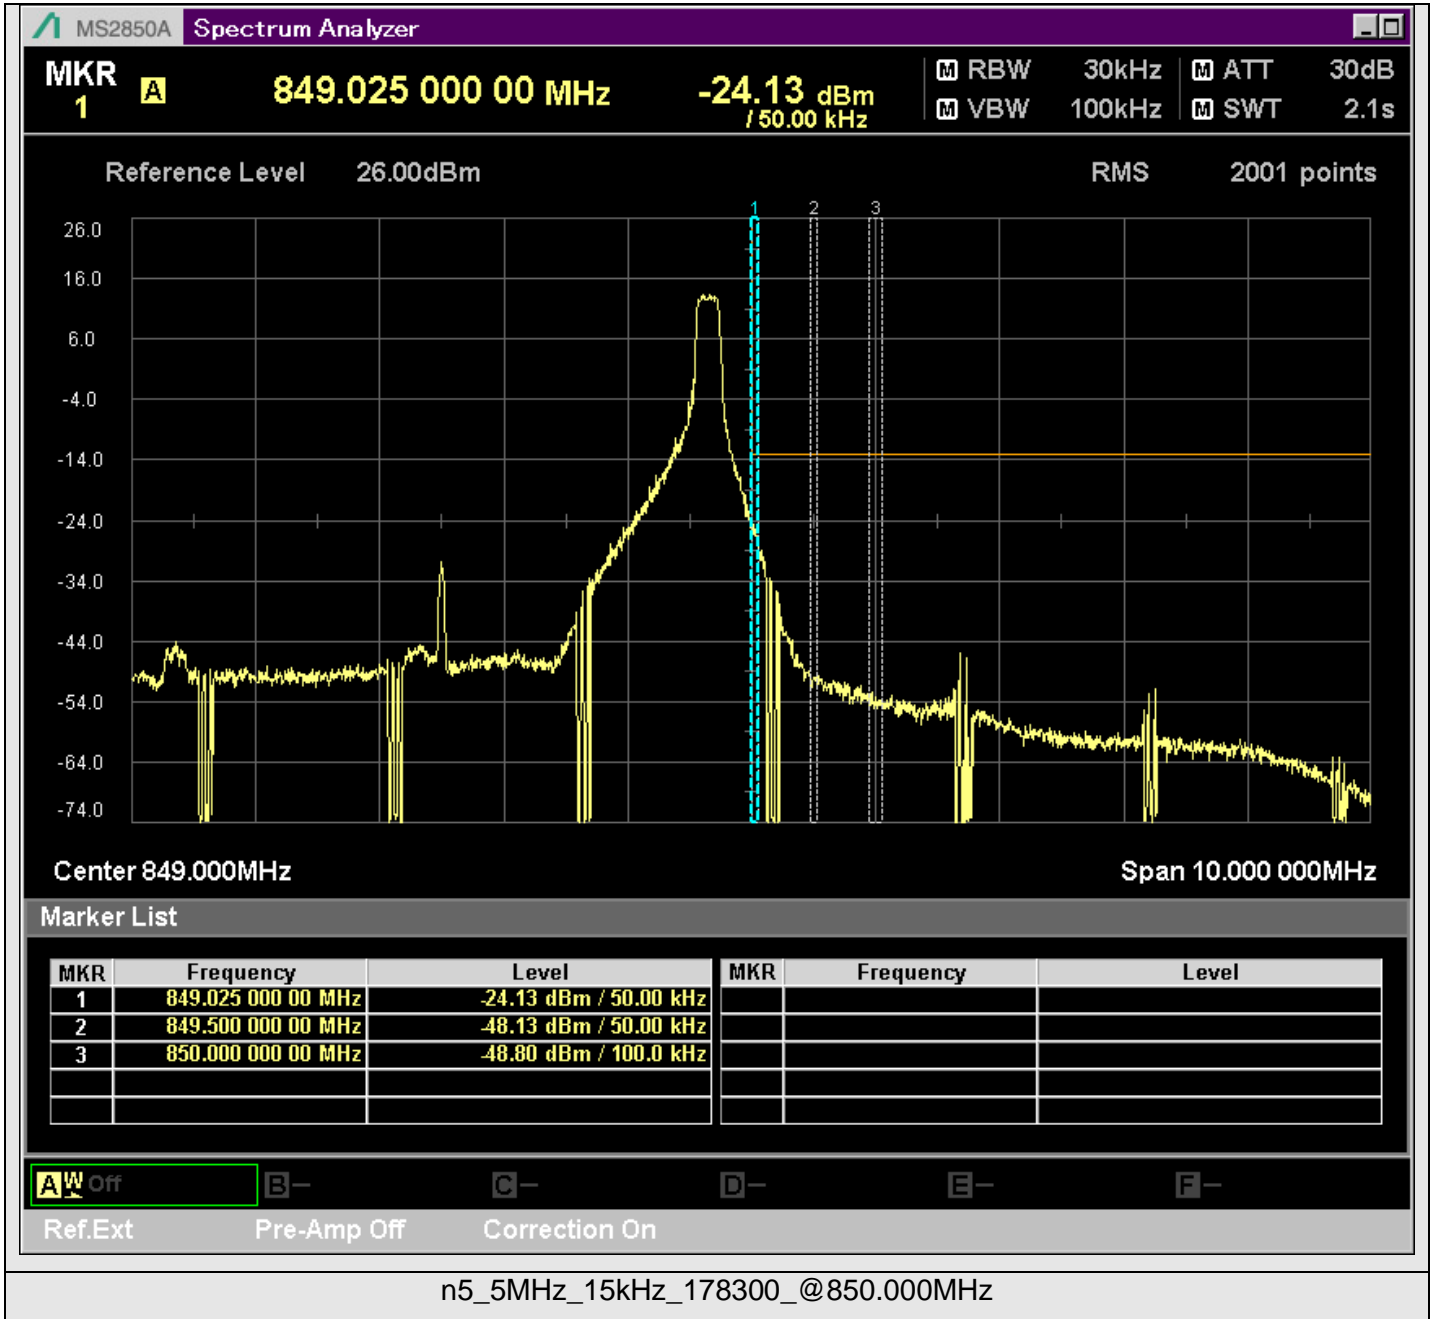 MS2850A Spectrum Analyzer
MKR 1 A 849.025 000 00 MHz -24.13 dBm / 50.00 kHz
M RBW 30kHz M ATT 30dB
M VBW 100kHz M SWT 2.1s
Reference Level 26.00dBm RMS 2001 points
1 2 3
26.0
16.0
6.0
-4.0
-14.0
-24.0
-34.0
-44.0
-54.0
-64.0
-74.0
Center 849.000MHz Span 10.000 000MHz
Marker List
MKR Frequency Level MKR Frequency Level
1 849.025 000 00 MHz -24.13 dBm / 50.00 kHz
2 849.500 000 00 MHz -48.13 dBm / 50.00 kHz
3 850.000 000 00 MHz -48.80 dBm / 100.0 kHz
A W Off B – C – D – E – F –
Ref.Ext Pre-Amp Off Correction On
n5_5MHz_15kHz_178300_@850.000MHz